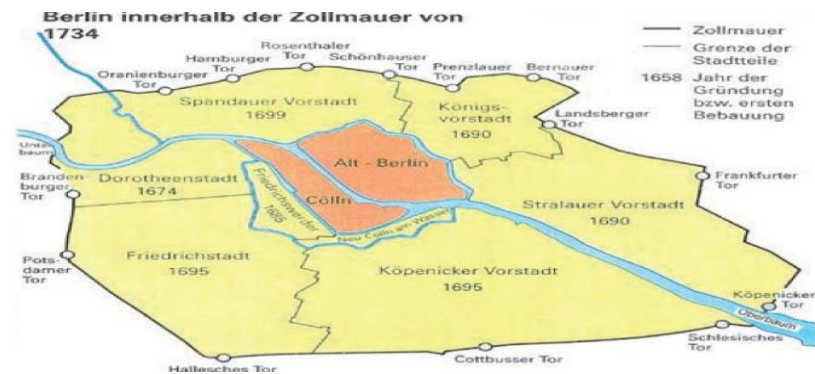 Berlin innerhalb der Zollmauer von
1734
Zollmauer
Grenze der
Stadtteile
1658 Jahr der
Gründung
bzw. ersten
Bebauung
Rosenthaler
Tor
Hamburger
Tor
Schönhauser
Tor
Prenzlauer
Tor
Bernauer
Tor
Oranienburger
Tor
Spandauer Vorstadt
1699
Königs-
vorstadt
1690
Landsberger
Tor
Unter-
baum
Alt - Berlin
Branden-
burger
Tor
Dorotheenstadt
1674
Friedrichswerder
1685
Cölln
Neu Cölln am Wasser
Frankfurter
Tor
Stralauer Vorstadt
1690
Pots-
damer
Tor
Friedrichstadt
1695
Köpenicker Vorstadt
1695
Köpenicker
Tor
Oberbaum
Schlesisches
Tor
Cottbusser Tor
Hallesches Tor